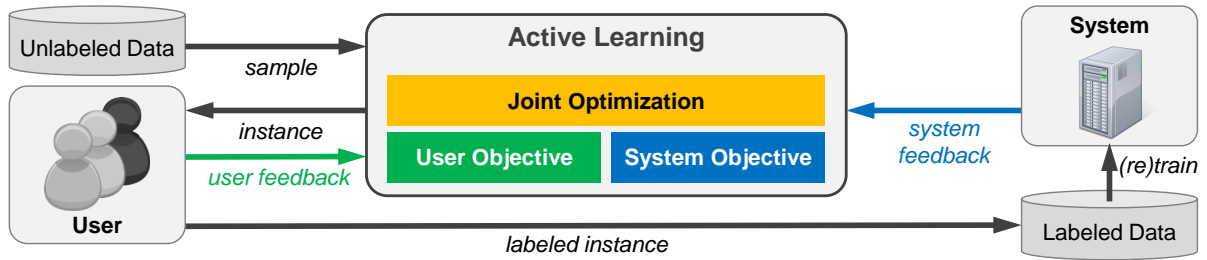 Unlabeled Data
sample
Active Learning
System
Joint Optimization
instance
User Objective
System Objective
system
feedback
user feedback
(re)train
User
labeled instance
Labeled Data